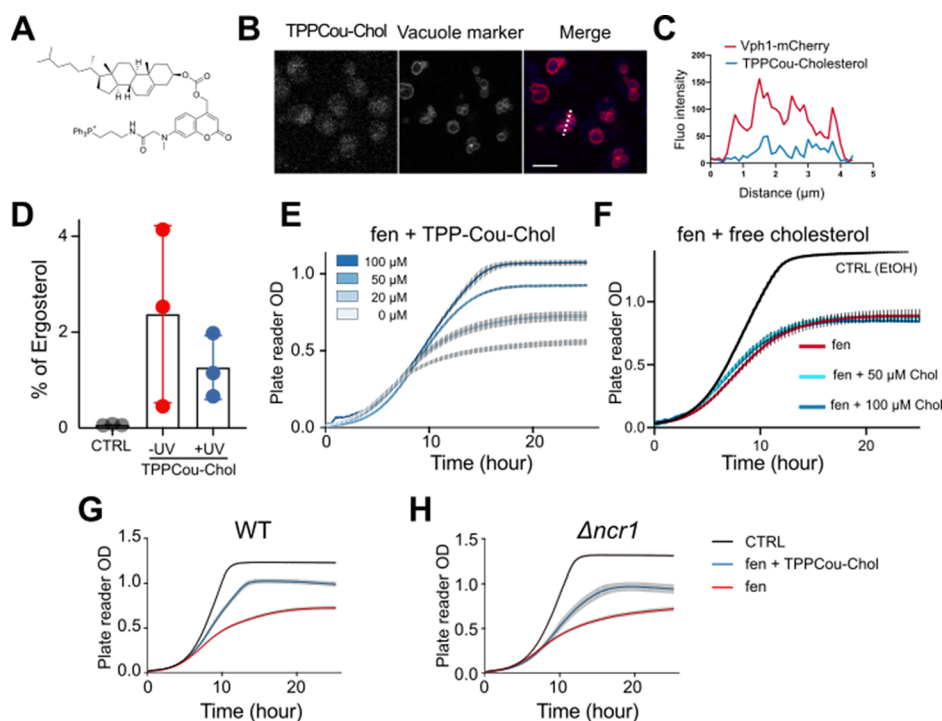 A
H
H
H
O
O
O
Ph₃P⁺
H
N
O
N
O
O
B
TPPCou-Chol
Vacuole marker
Merge
C
Vph1-mCherry
TPPCou-Cholesterol
Fluo intensity
200
150
100
50
0
0 1 2 3 4 5
Distance (μm)
D
% of Ergosterol
4
2
0
CTRL
-UV
+UV
TPPCou-Chol
E
fen + TPP-Cou-Chol
100 μM
50 μM
20 μM
0 μM
Plate reader OD
1.0
0.5
0
0 10 20
Time (hour)
F
fen + free cholesterol
CTRL (EtOH)
fen
fen + 50 μM Chol
fen + 100 μM Chol
Plate reader OD
1.0
0.5
0.0
0 10 20
Time (hour)
G
WT
Plate reader OD
1.5
1.0
0.5
0.0
0 10 20
Time (hour)
H
Δncr1
Plate reader OD
1.5
1.0
0.5
0.0
0 10 20
Time (hour)
CTRL
fen + TPPCou-Chol
fen